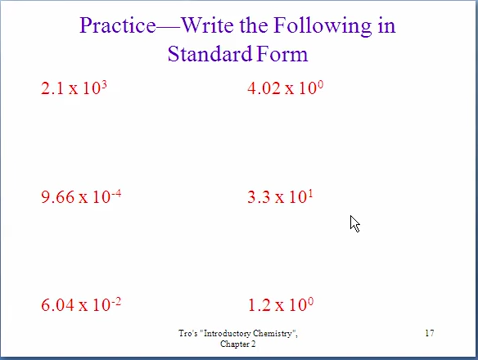 Practice—Write the Following in
Standard Form
2.1 x 10³ 4.02 x 10⁰
9.66 x 10⁻⁴ 3.3 x 10¹
6.04 x 10⁻² 1.2 x 10⁰
Tro's "Introductory Chemistry",
Chapter 2
17